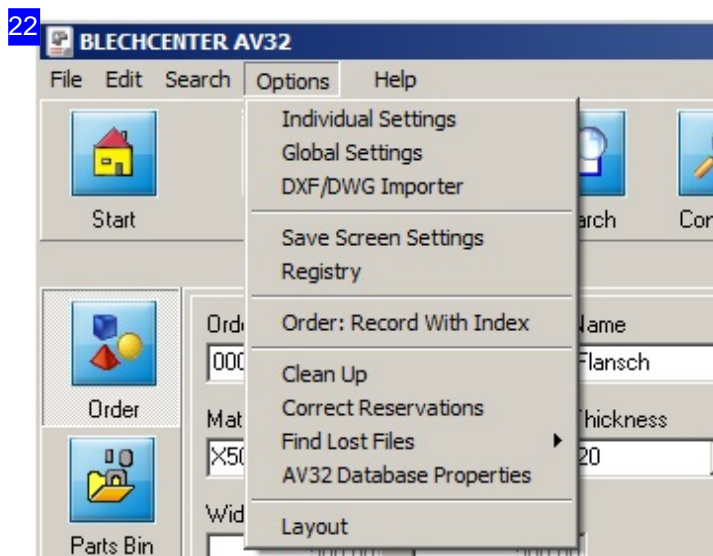 22
BLECHCENTER AV32
File Edit Search Options Help
Individual Settings
Global Settings
DXF/DWG Importer
Start
Save Screen Settings
Registry
Order: Record With Index
Flansch
Clean Up
Order
Correct Reservations
Find Lost Files
20
AV32 Database Properties
Layout
Parts Bin